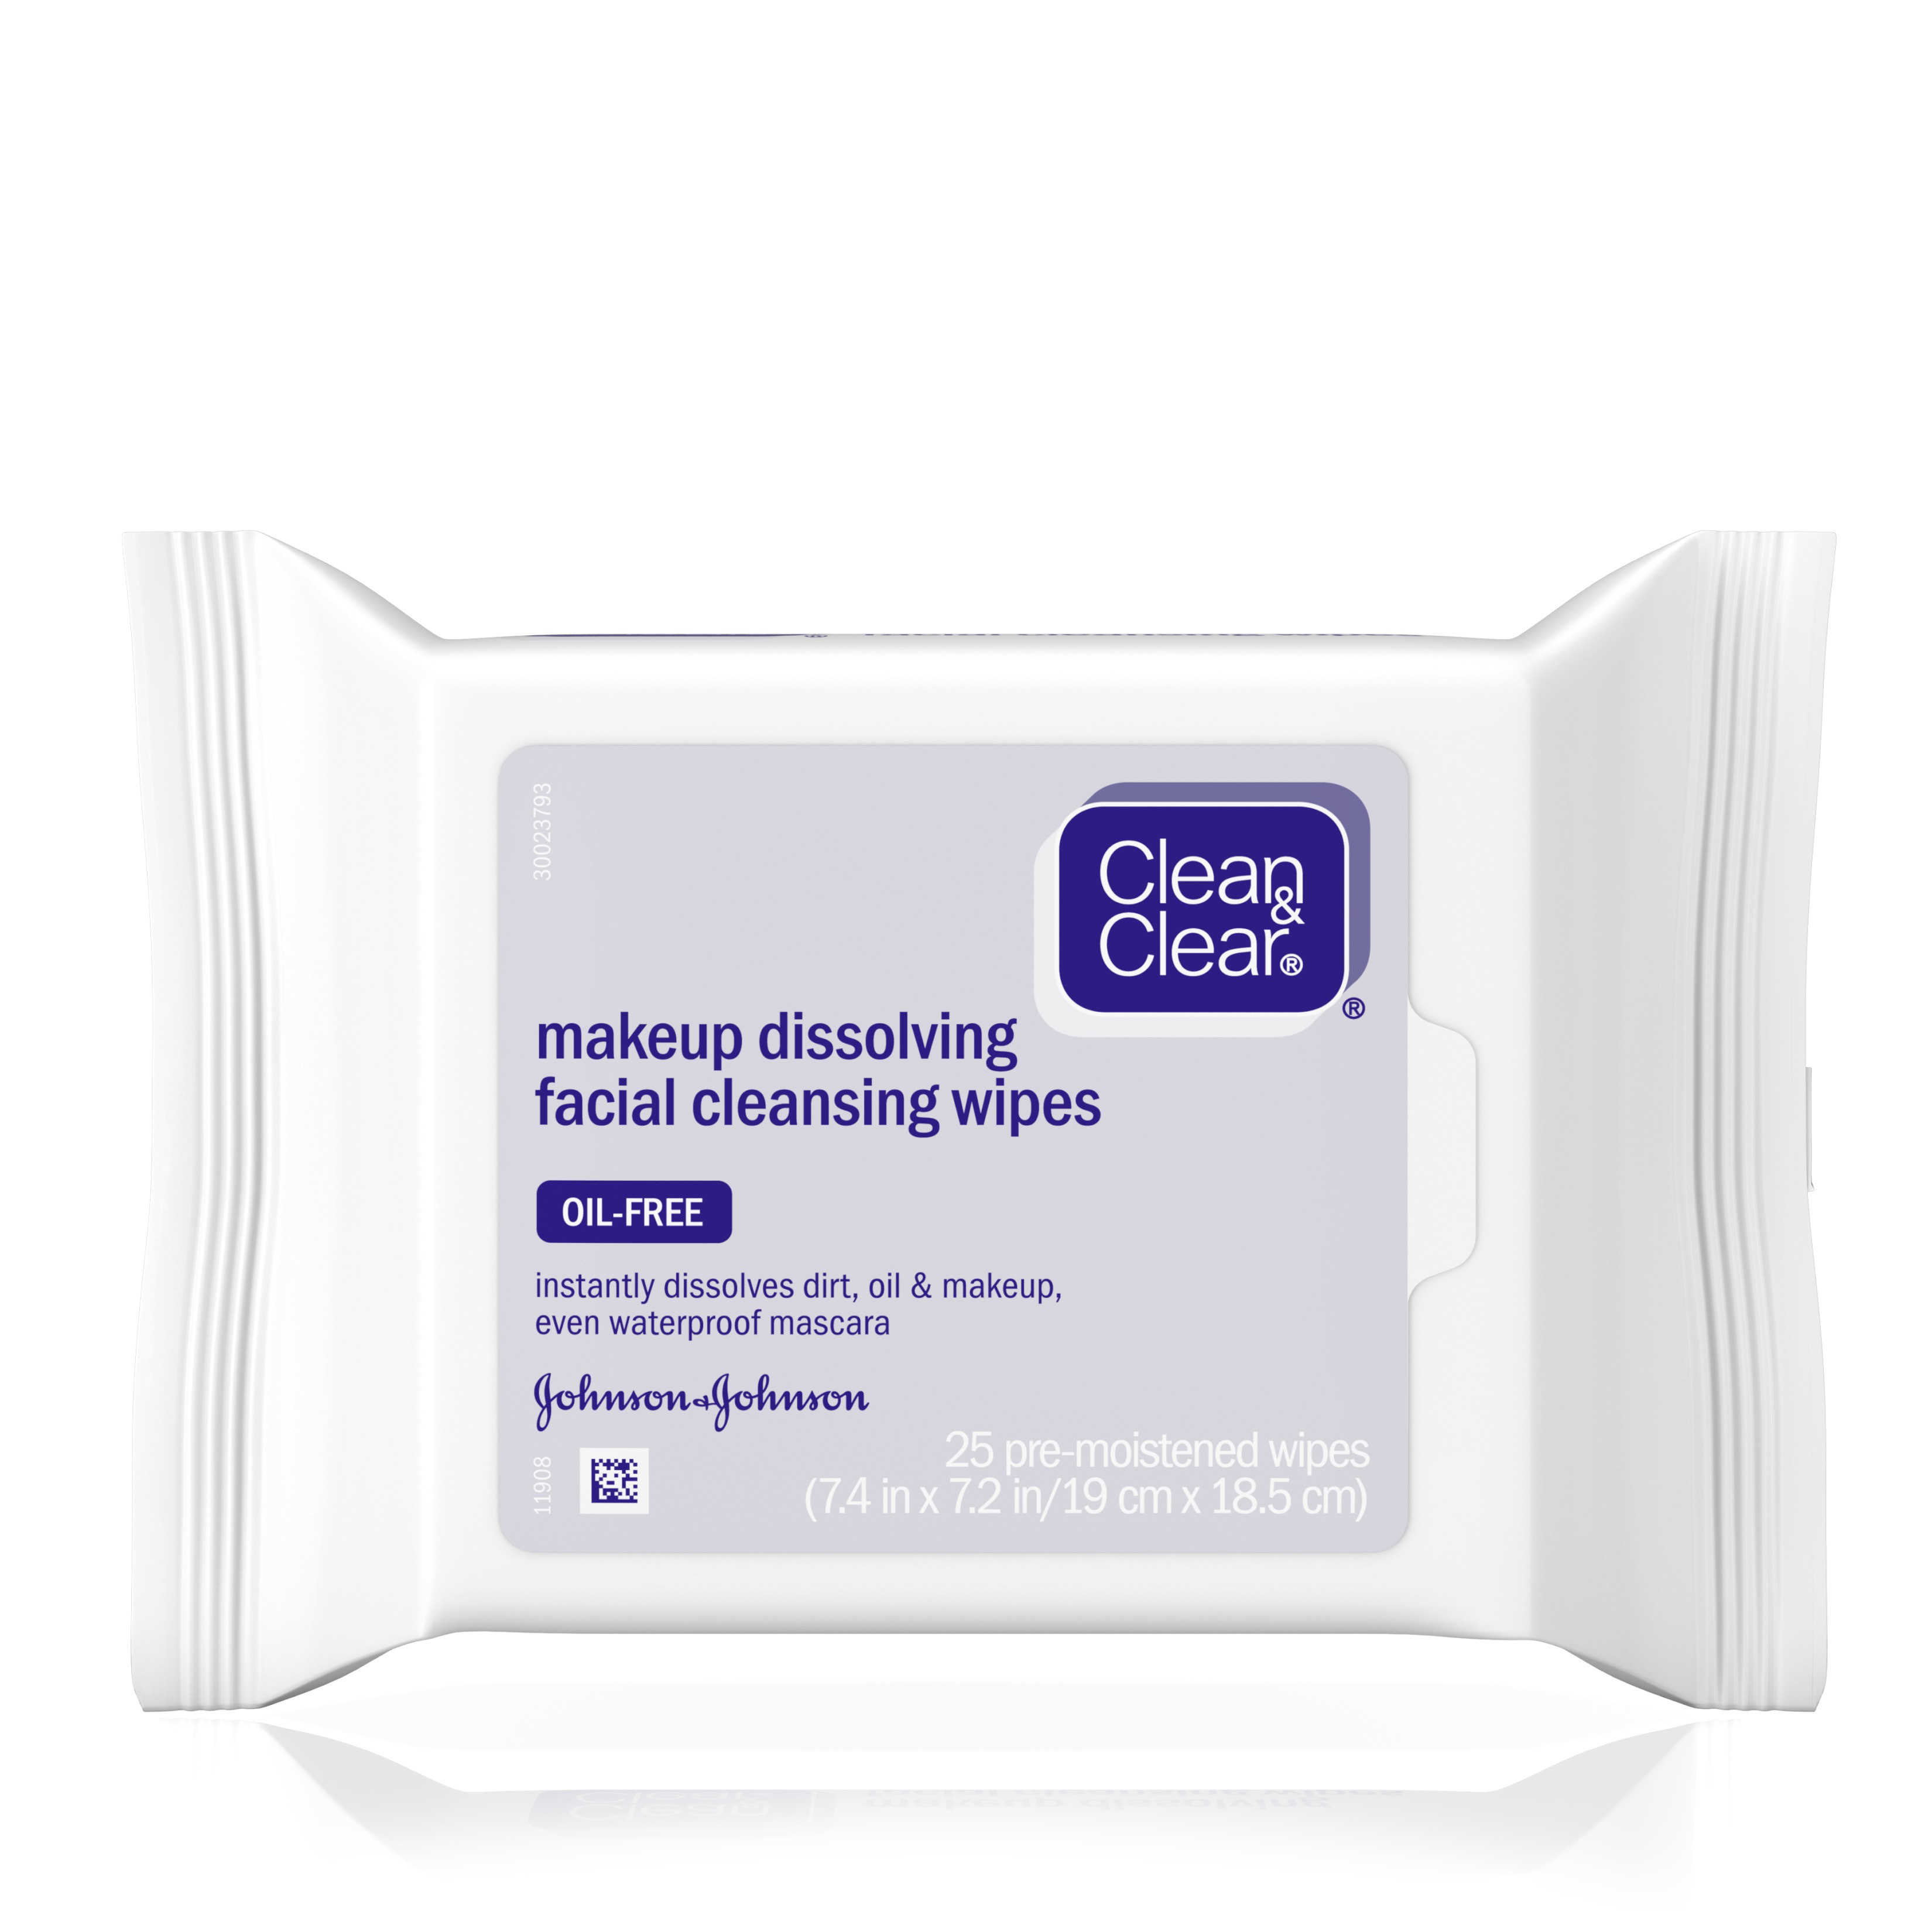 30023793
Clean
&
Clear®
®
makeup dissolving
facial cleansing wipes
OIL-FREE
instantly dissolves dirt, oil & makeup,
even waterproof mascara
Johnson & Johnson
25 pre-moistened wipes
(7.4 in x 7.2 in/19 cm x 18.5 cm)
11908